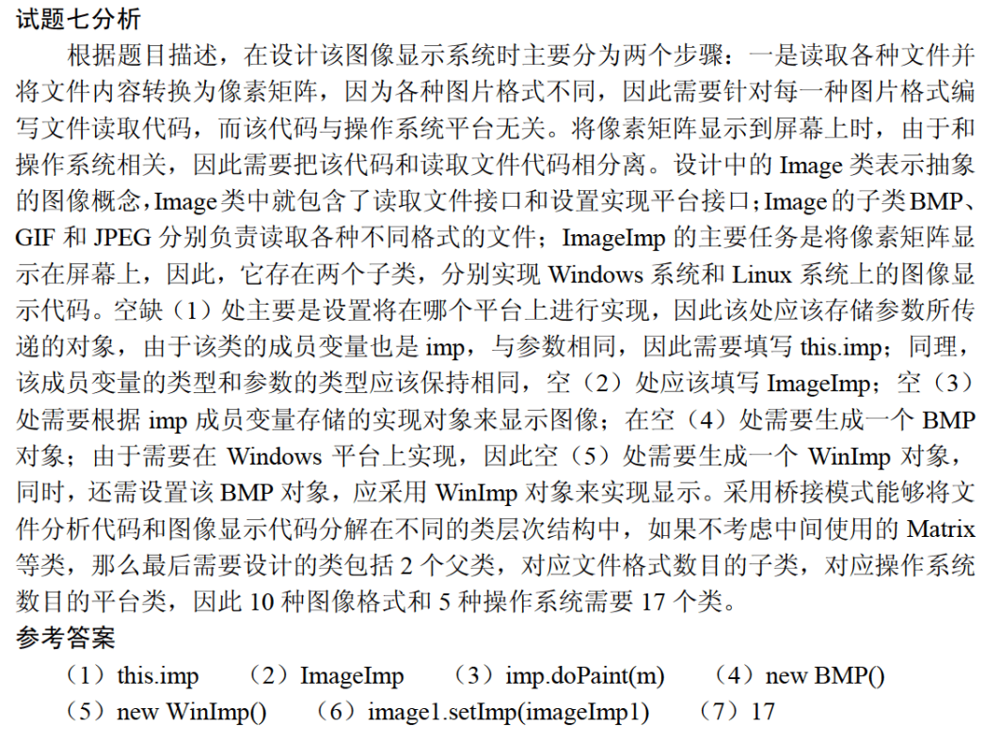 试题七分析
根据题目描述，在设计该图像显示系统时主要分为两个步骤：一是读取各种文件并
将文件内容转换为像素矩阵，因为各种图片格式不同，因此需要针对每一种图片格式编
写文件读取代码，而该代码与操作系统平台无关。将像素矩阵显示到屏幕上时，由于和
操作系统相关，因此需要把该代码和读取文件代码相分离。设计中的 Image 类表示抽象
的图像概念，Image 类中就包含了读取文件接口和设置实现平台接口；Image 的子类 BMP、
GIF 和 JPEG 分别负责读取各种不同格式的文件；ImageImp 的主要任务是将像素矩阵显
示在屏幕上，因此，它存在两个子类，分别实现 Windows 系统和 Linux 系统上的图像显
示代码。空缺（1）处主要是设置将在哪个平台上进行实现，因此该处应该存储参数所传
递的对象，由于该类的成员变量也是 imp，与参数相同，因此需要填写 this.imp；同理，
该成员变量的类型和参数的类型应该保持相同，空（2）处应该填写 ImageImp；空（3）
处需要根据 imp 成员变量存储的实现对象来显示图像；在空（4）处需要生成一个 BMP
对象；由于需要在 Windows 平台上实现，因此空（5）处需要生成一个 WinImp 对象，
同时，还需设置该 BMP 对象，应采用 WinImp 对象来实现显示。采用桥接模式能够将文
件分析代码和图像显示代码分解在不同的类层次结构中，如果不考虑中间使用的 Matrix
等类，那么最后需要设计的类包括 2 个父类，对应文件格式数目的子类，对应操作系统
数目的平台类，因此 10 种图像格式和 5 种操作系统需要 17 个类。
参考答案
（1）this.imp （2）ImageImp （3）imp.doPaint(m) （4）new BMP()
（5）new WinImp() （6）image1.setImp(imageImp1) （7）17